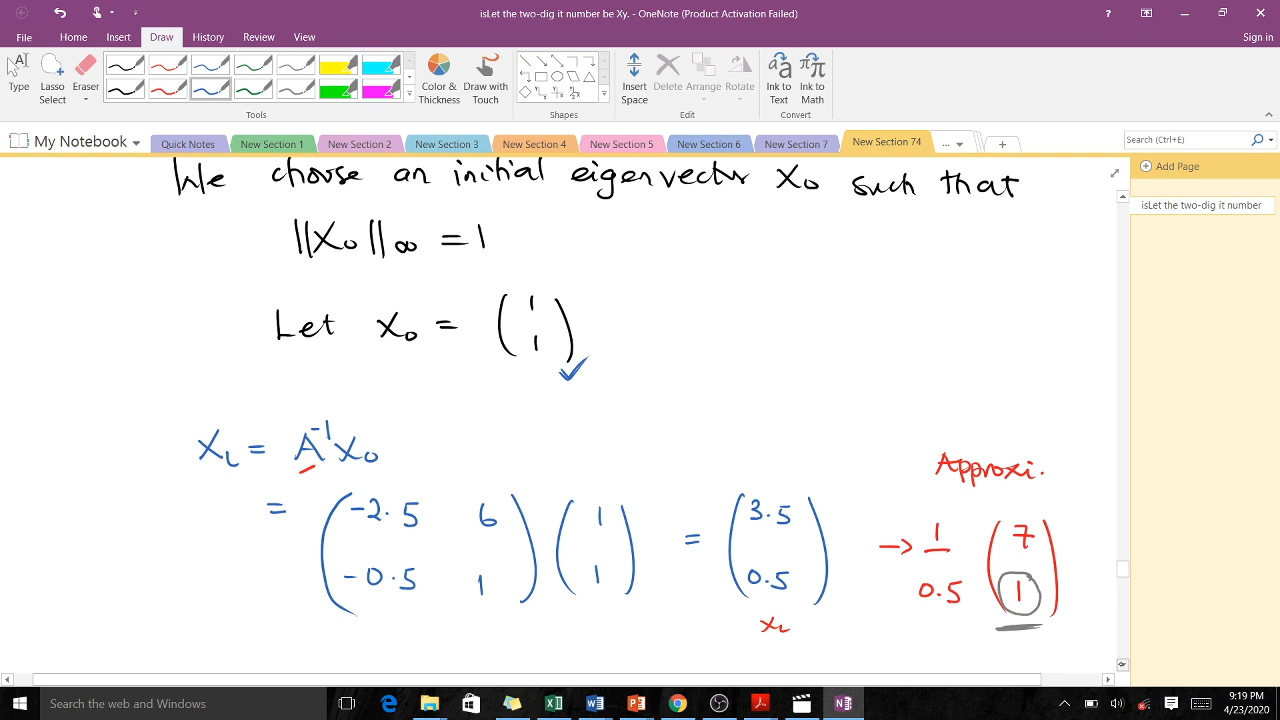 isLet the two-dig it number be Xy. - OneNote (Product Activation Failed)
File Home Insert Draw History Review View Sign in
Type Lasso Select Eraser Color & Thickness Draw with Touch Insert Space Delete Arrange Rotate Ink to Text Ink to Math
Tools Shapes Edit Convert
My Notebook Quick Notes New Section 1 New Section 2 New Section 3 New Section 4 New Section 5 New Section 6 New Section 7 New Section 74 ... Search (Ctrl+E)
Add Page
isLet the two-dig it number
We choose an initial eigenvector X₀ such that
||X₀||∞ = 1
Let X₀ = (1
1)
X₁ = A⁻¹X₀
Approxi.
= (-2.5 6
-0.5 1) (1
1) = (3.5
0.5) → 1/0.5 (7
1)
x₁
Search the web and Windows
9:19 PM
4/23/2020